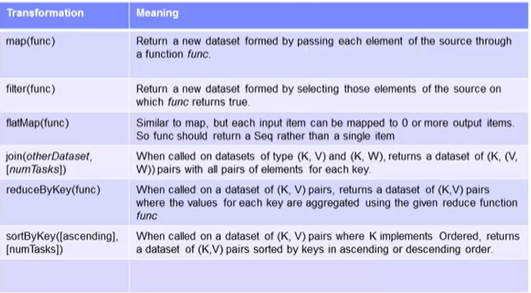 Transformation Meaning
map(func) Return a new dataset formed by passing each element of the source through
a function func.
filter(func) Return a new dataset formed by selecting those elements of the source on
which func returns true.
flatMap(func) Similar to map, but each input item can be mapped to 0 or more output items.
So func should return a Seq rather than a single item
join(otherDataset, When called on datasets of type (K, V) and (K, W), returns a dataset of (K, (V,
[numTasks]) W)) pairs with all pairs of elements for each key.
reduceByKey(func) When called on a dataset of (K, V) pairs, returns a dataset of (K,V) pairs
where the values for each key are aggregated using the given reduce function
func
sortByKey([ascending], When called on a dataset of (K, V) pairs where K implements Ordered, returns
[numTasks]) a dataset of (K,V) pairs sorted by keys in ascending or descending order.